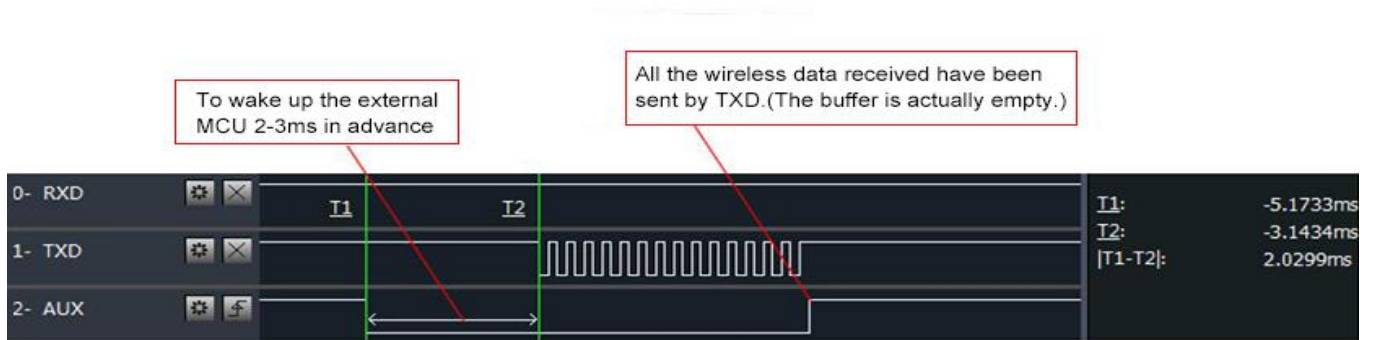 To wake up the external
MCU 2-3ms in advance
All the wireless data received have been
sent by TXD.(The buffer is actually empty.)
0- RXD
T1
T2
1- TXD
2- AUX
T1: -5.1733ms
T2: -3.1434ms
|T1-T2|: 2.0299ms